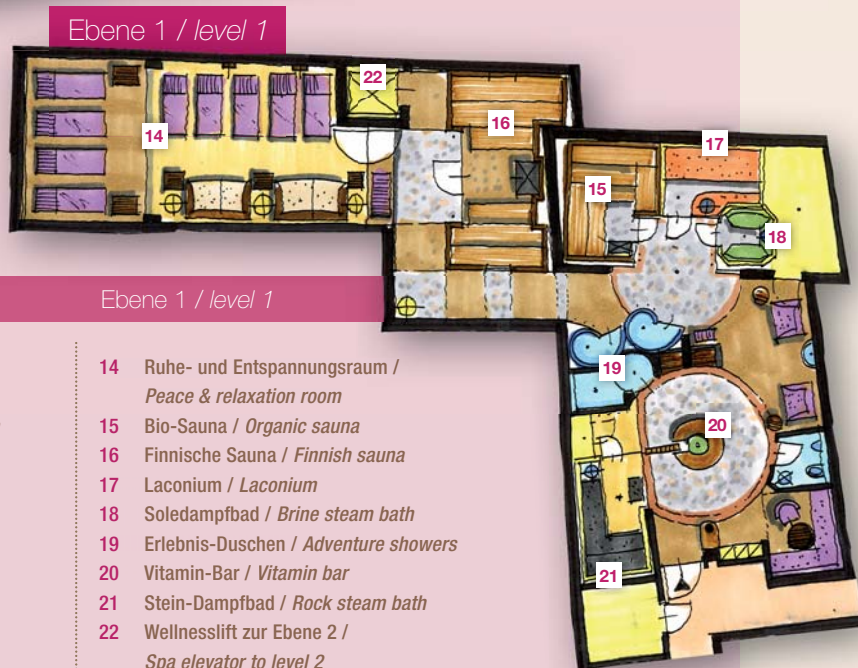 Ebene 1 / level 1
22
14
16
17
15
18
Ebene 1 / level 1
19
20
21
14 Ruhe- und Entspannungsraum /
Peace & relaxation room
15 Bio-Sauna / Organic sauna
16 Finnische Sauna / Finnish sauna
17 Laconium / Laconium
18 Soledampfbad / Brine steam bath
19 Erlebnis-Duschen / Adventure showers
20 Vitamin-Bar / Vitamin bar
21 Stein-Dampfbad / Rock steam bath
22 Wellnesslift zur Ebene 2 /
Spa elevator to level 2